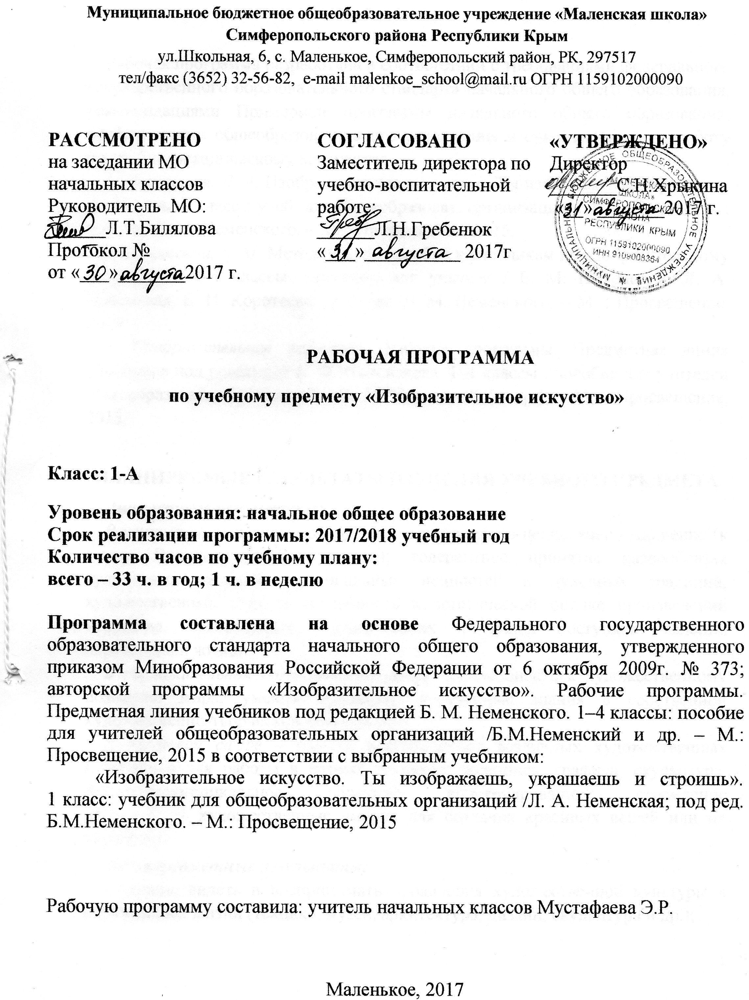 Муниципальное бюджетное общеобразовательное учреждение «Маленская школа»
Симферопольского района Республики Крым
ул.Школьная, 6, с. Маленькое, Симферопольский район, РК, 297517
тел/факс (3652) 32-56-82, e-mail malenkoe_school@mail.ru ОГРН 1159102000090
РАССМОТРЕНО
на заседании МО
начальных классов
Руководитель МО:
______Л.Т.Билялова
Протокол №
от «30»августа2017 г.
СОГЛАСОВАНО
Заместитель директора по
учебно-воспитательной
работе:
______Л.Н.Гребенюк
«31» августа 2017г
«УТВЕРЖДЕНО»
Директор
______С.Н.Хрыкина
«31»августа 2017 г.
МУНИЦИПАЛЬНОЕ БЮДЖЕТНОЕ ОБЩЕОБРАЗОВАТЕЛЬНОЕ УЧРЕЖДЕНИЕ
«МАЛЕНСКАЯ
ШКОЛА»
СИМФЕРОПОЛЬСКОГО
РАЙОНА
РЕСПУБЛИКИ КРЫМ
ОГРН 1159102000090
ИНН 9109008364
РАБОЧАЯ ПРОГРАММА
по учебному предмету «Изобразительное искусство»
Класс: 1-А
Уровень образования: начальное общее образование
Срок реализации программы: 2017/2018 учебный год
Количество часов по учебному плану:
всего – 33 ч. в год; 1 ч. в неделю
Программа составлена на основе Федерального государственного
образовательного стандарта начального общего образования, утвержденного
приказом Минобразования Российской Федерации от 6 октября 2009г. № 373;
авторской программы «Изобразительное искусство». Рабочие программы.
Предметная линия учебников под редакцией Б. М. Неменского. 1–4 классы: пособие
для учителей общеобразовательных организаций /Б.М.Неменский и др. – М.:
Просвещение, 2015 в соответствии с выбранным учебником:
«Изобразительное искусство. Ты изображаешь, украшаешь и строишь».
1 класс: учебник для общеобразовательных организаций /Л. А. Неменская; под ред.
Б.М.Неменского. – М.: Просвещение, 2015
Рабочую программу составила: учитель начальных классов Мустафаева Э.Р.
Маленькое, 2017